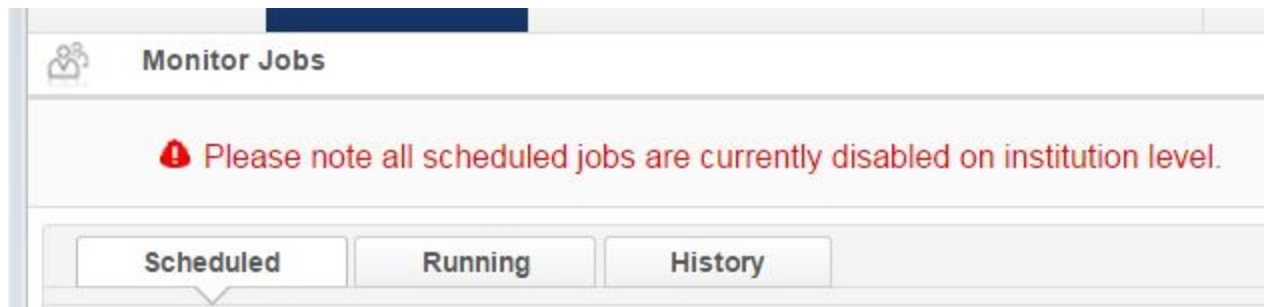 Monitor Jobs
Please note all scheduled jobs are currently disabled on institution level.
Scheduled Running History